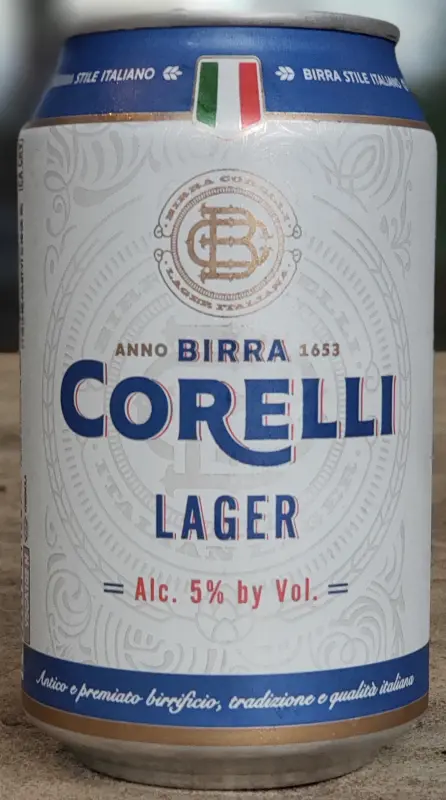 STILE ITALIANO BIRRA STILE ITALIANO
BIRRA CORELLI
BC
LAGER ITALIANA
ANNO BIRRA 1653
CORELLI
LAGER
= Alc. 5% by Vol. =
Antico e premiato birrificio, tradizione e qualità italiana